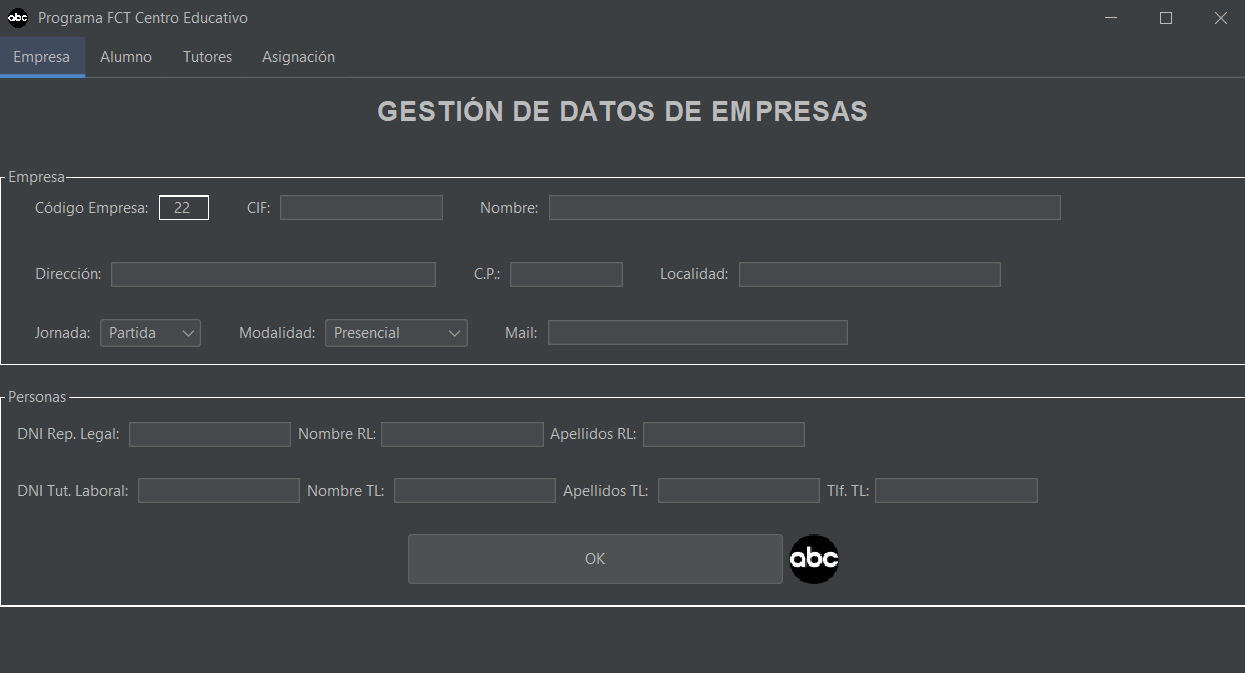 abc Programa FCT Centro Educativo
Empresa Alumno Tutores Asignación
GESTIÓN DE DATOS DE EMPRESAS
Empresa
Código Empresa: 22 CIF: Nombre:
Dirección: C.P.: Localidad:
Jornada: Partida Modalidad: Presencial Mail:
Personas
DNI Rep. Legal: Nombre RL: Apellidos RL:
DNI Tut. Laboral: Nombre TL: Apellidos TL: Tlf. TL:
OK abc